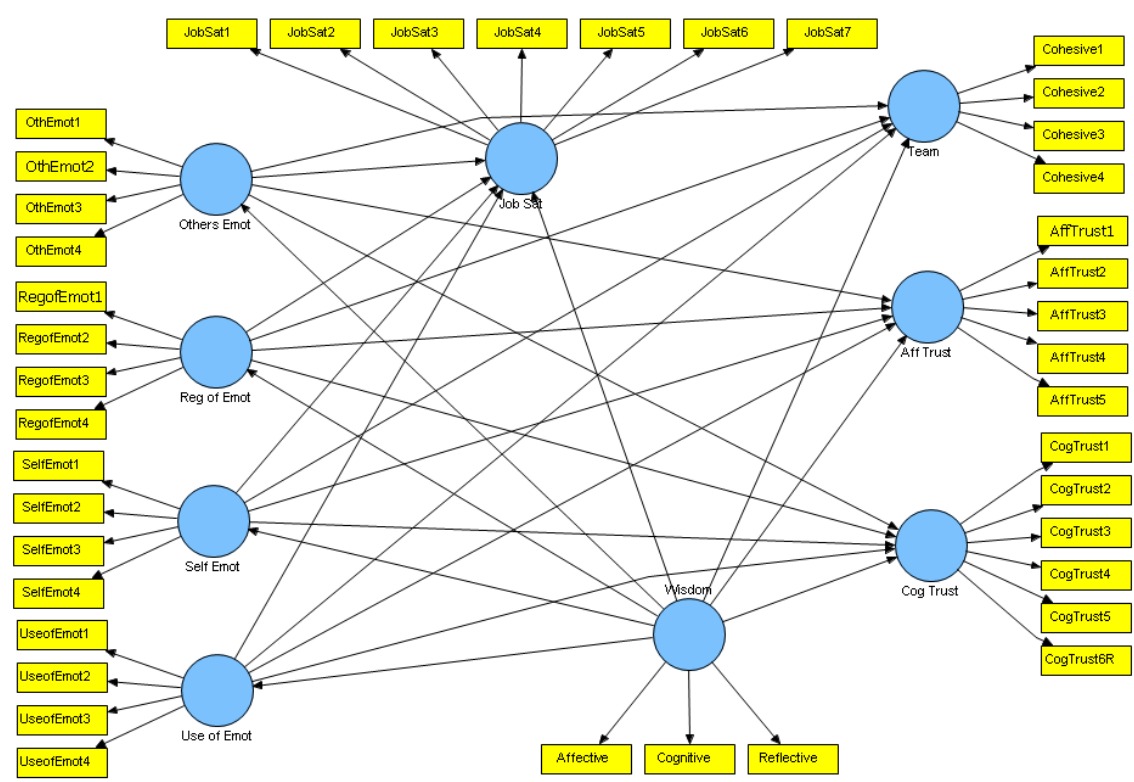 JobSat1
JobSat2
JobSat3
JobSat4
JobSat5
JobSat6
JobSat7
Cohesive1
Cohesive2
Cohesive3
Cohesive4
Team
OthEmot1
OthEmot2
OthEmot3
OthEmot4
Others Emot
Job Sat
AffTrust1
AffTrust2
AffTrust3
AffTrust4
AffTrust5
Aff Trust
RegofEmot1
RegofEmot2
RegofEmot3
RegofEmot4
Reg of Emot
CogTrust1
CogTrust2
CogTrust3
CogTrust4
CogTrust5
CogTrust6R
Cog Trust
SelfEmot1
SelfEmot2
SelfEmot3
SelfEmot4
Self Emot
Wisdom
UseofEmot1
UseofEmot2
UseofEmot3
UseofEmot4
Use of Emot
Affective
Cognitive
Reflective